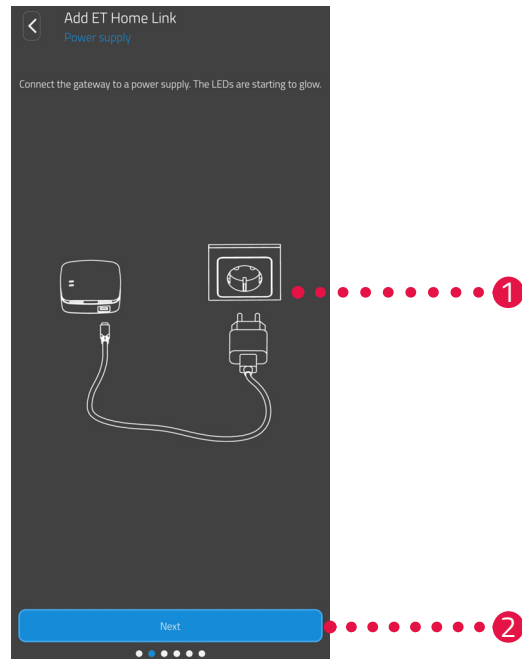 Add ET Home Link
Power supply
Connect the gateway to a power supply. The LEDs are starting to glow.
1
Next
2